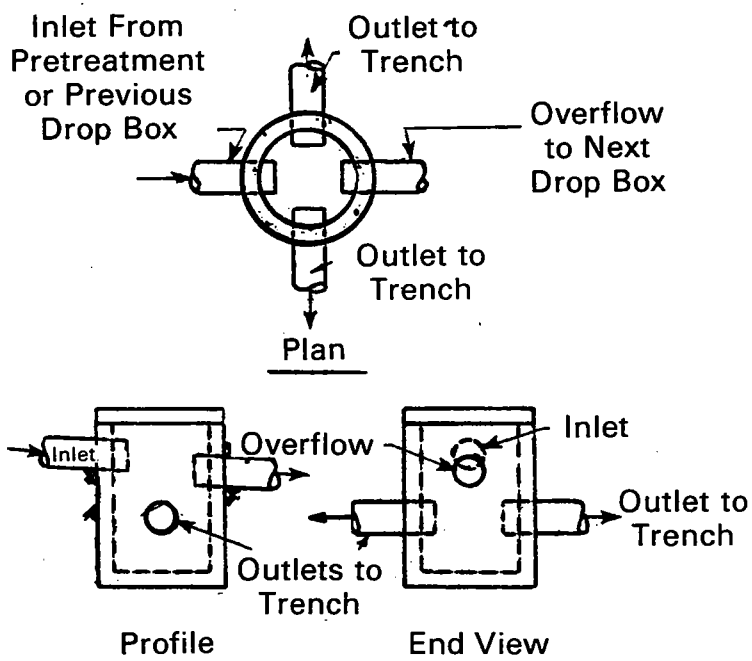 Inlet From
Pretreatment
or Previous
Drop Box
Outlet to
Trench
Overflow
to Next
Drop Box
Outlet to
Trench
Plan
Inlet
Overflow
Inlet
Outlet to
Trench
Outlets to
Trench
Profile
End View